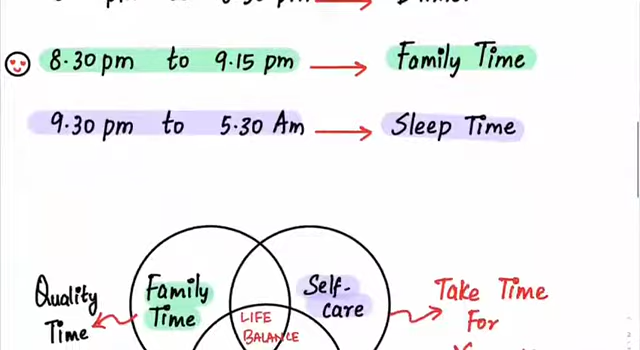 8.30 pm to 9.15 pm → Family Time
9.30 pm to 5.30 Am → Sleep Time
Quality Time
Family Time
Self-care
LIFE BALANCE
Take Time For